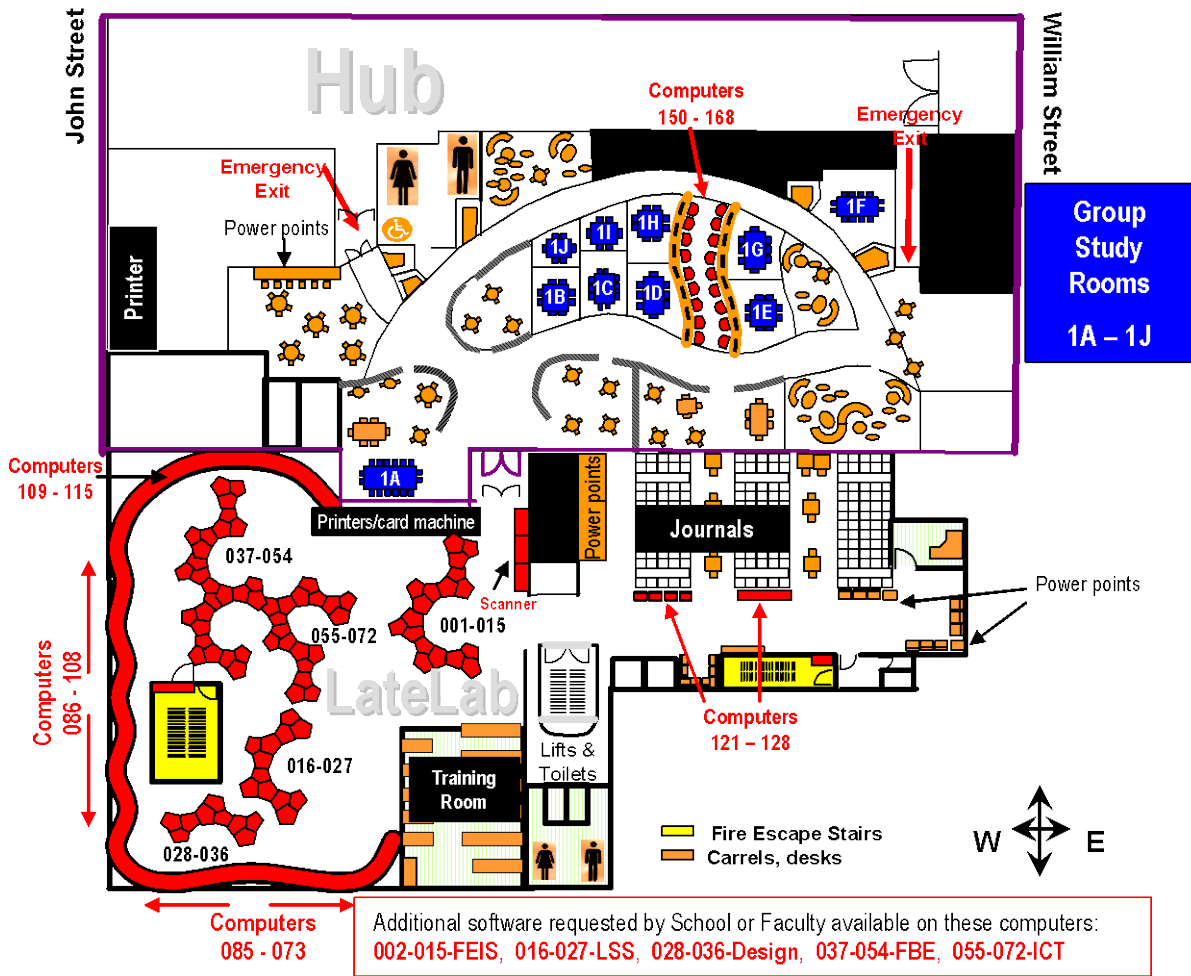 John Street
Hub
William Street
Computers
150 - 168
Emergency
Exit
Emergency
Exit
Power points
Printer
1J
1I
1H
1G
1F
1B
1C
1D
1E
Group
Study
Rooms
1A – 1J
Computers
109 - 115
1A
Printers/card machine
Power points
Journals
037-054
055-072
001-015
Scanner
Power points
Computers
086 - 108
LateLab
Computers
121 – 128
016-027
028-036
Training
Room
Lifts &
Toilets
Fire Escape Stairs
Carrels, desks
W E
Computers
085 - 073
Additional software requested by School or Faculty available on these computers:
002-015-FEIS, 016-027-LSS, 028-036-Design, 037-054-FBE, 055-072-ICT